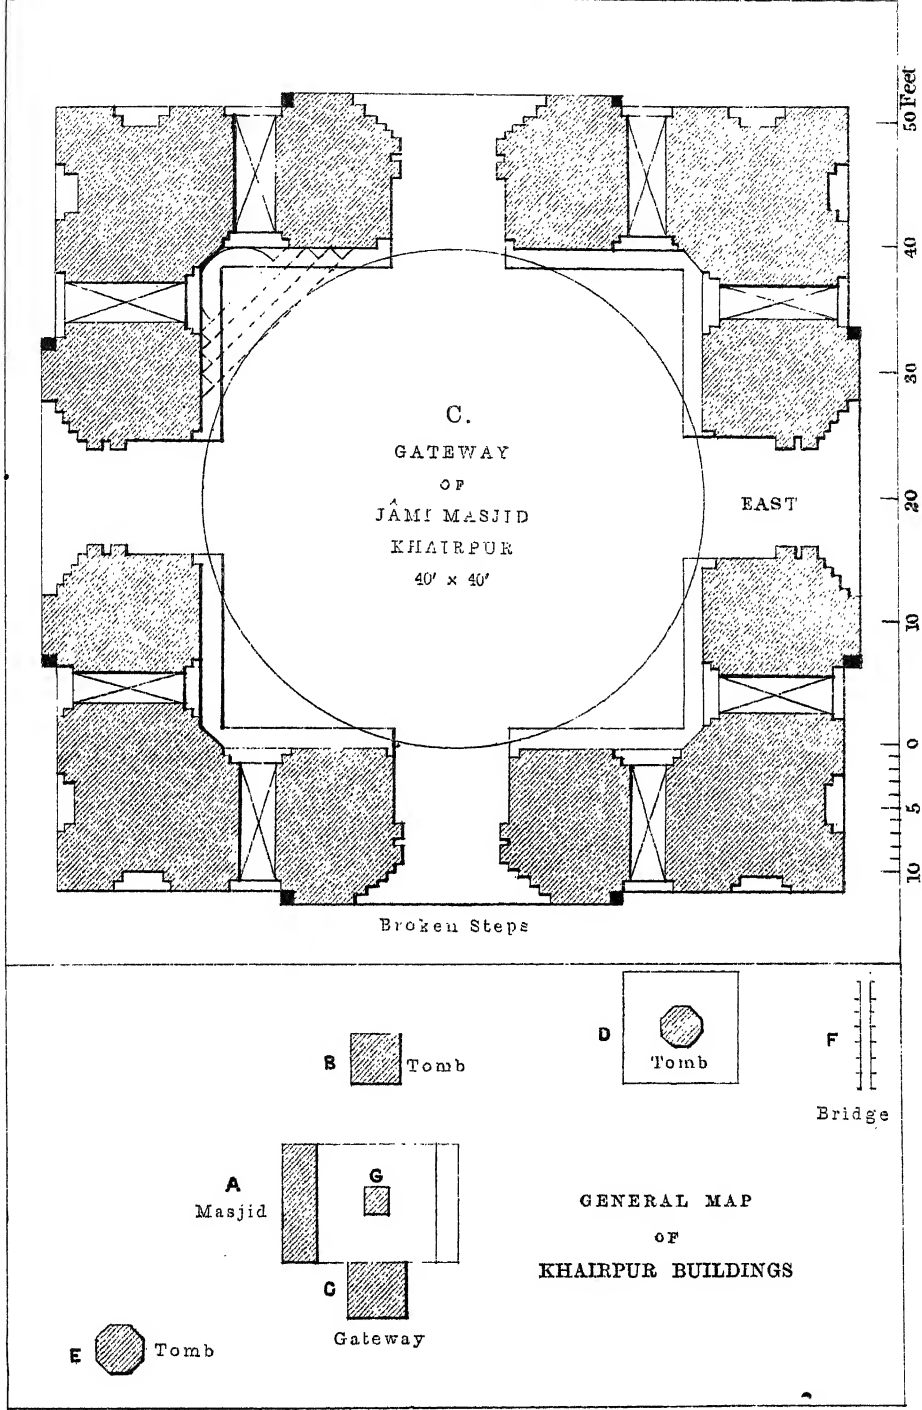 C.
GATEWAY
OF
JÂMI MASJID
KHAIRPUR
40' × 40'
EAST
Broken Steps
50 Feet
40
30
20
10
0
5
10
B Tomb
D
Tomb
F
Bridge
A
Masjid
G
C
Gateway
E Tomb
GENERAL MAP
OF
KHAIRPUR BUILDINGS